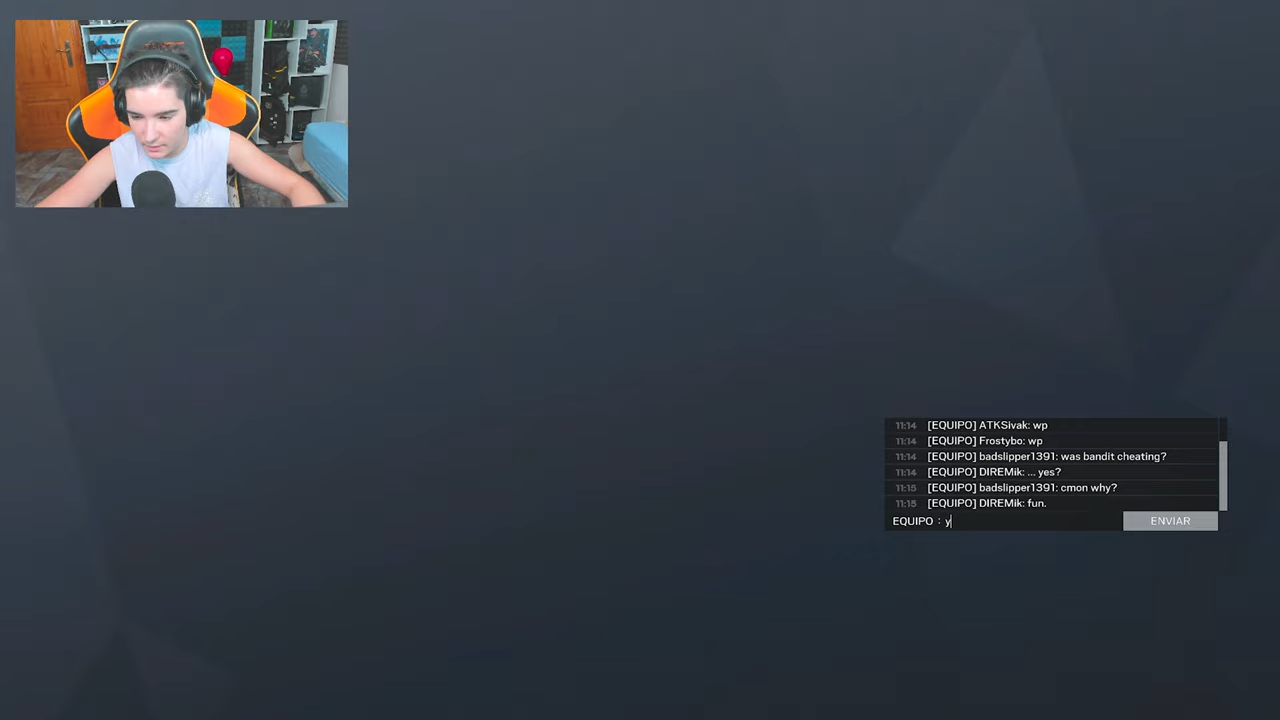 11:14 [EQUIPO] ATKSivak: wp
11:14 [EQUIPO] Frostybo: wp
11:14 [EQUIPO] badslipper1391: was bandit cheating?
11:14 [EQUIPO] DIREMik: ... yes?
11:15 [EQUIPO] badslipper1391: cmon why?
11:15 [EQUIPO] DIREMik: fun.
EQUIPO : y ENVIAR